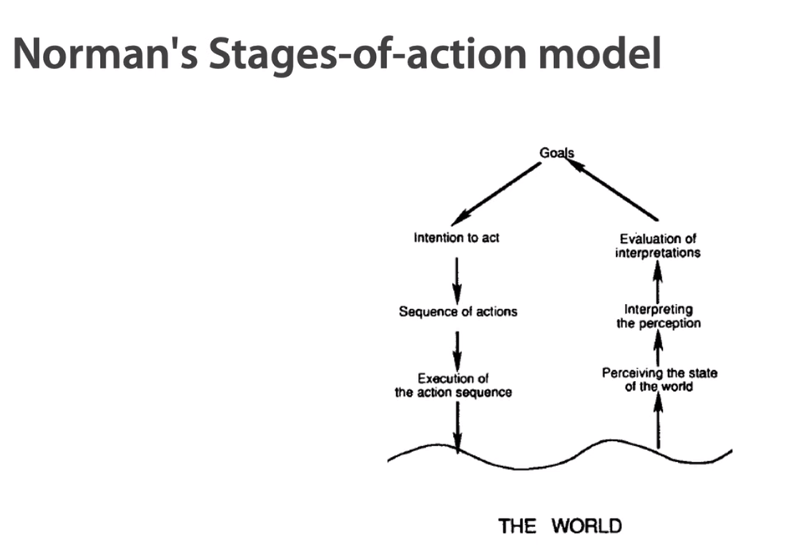 Norman's Stages-of-action model
Goals
Intention to act
Sequence of actions
Execution of
the action sequence
Evaluation of
interpretations
Interpreting
the perception
Perceiving the state
of the world
THE WORLD